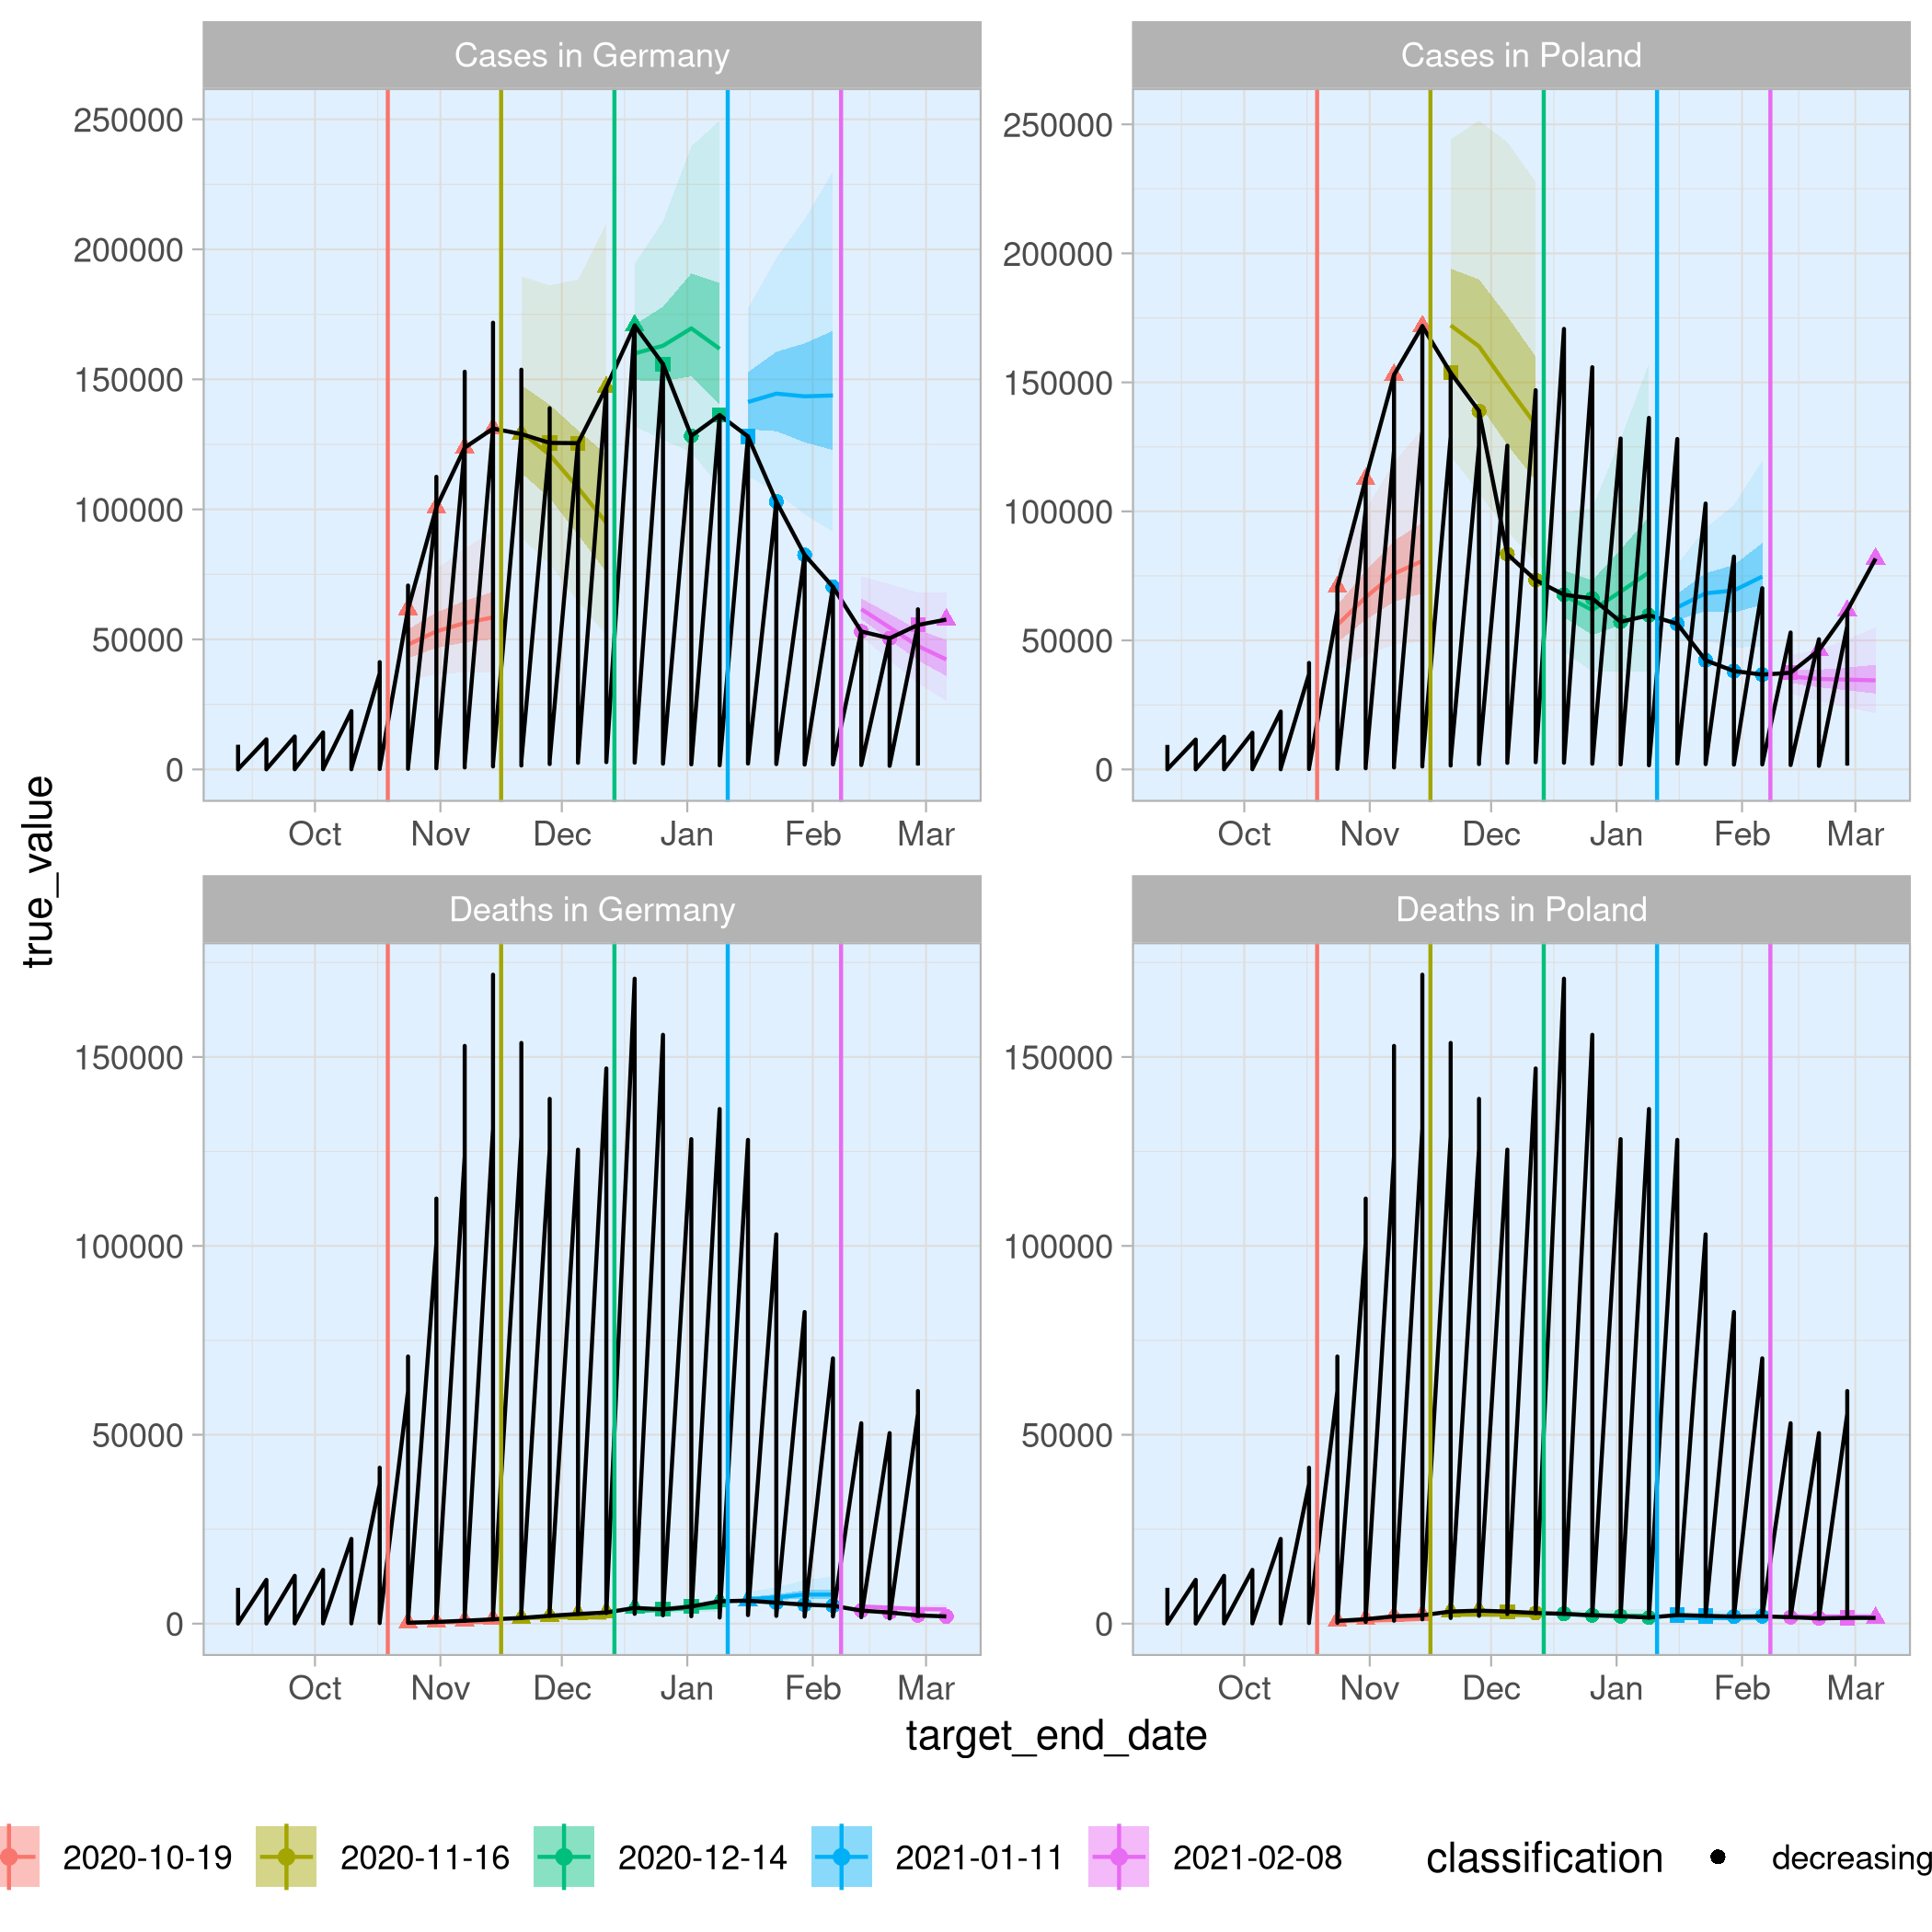 Cases in Germany
Cases in Poland
250000
200000
150000
100000
50000
0
250000
200000
150000
100000
50000
0
Oct Nov Dec Jan Feb Mar
Oct Nov Dec Jan Feb Mar
true_value
Deaths in Germany
Deaths in Poland
150000
100000
50000
0
150000
100000
50000
0
Oct Nov Dec Jan Feb Mar
Oct Nov Dec Jan Feb Mar
target_end_date
2020-10-19 2020-11-16 2020-12-14 2021-01-11 2021-02-08 classification decreasing